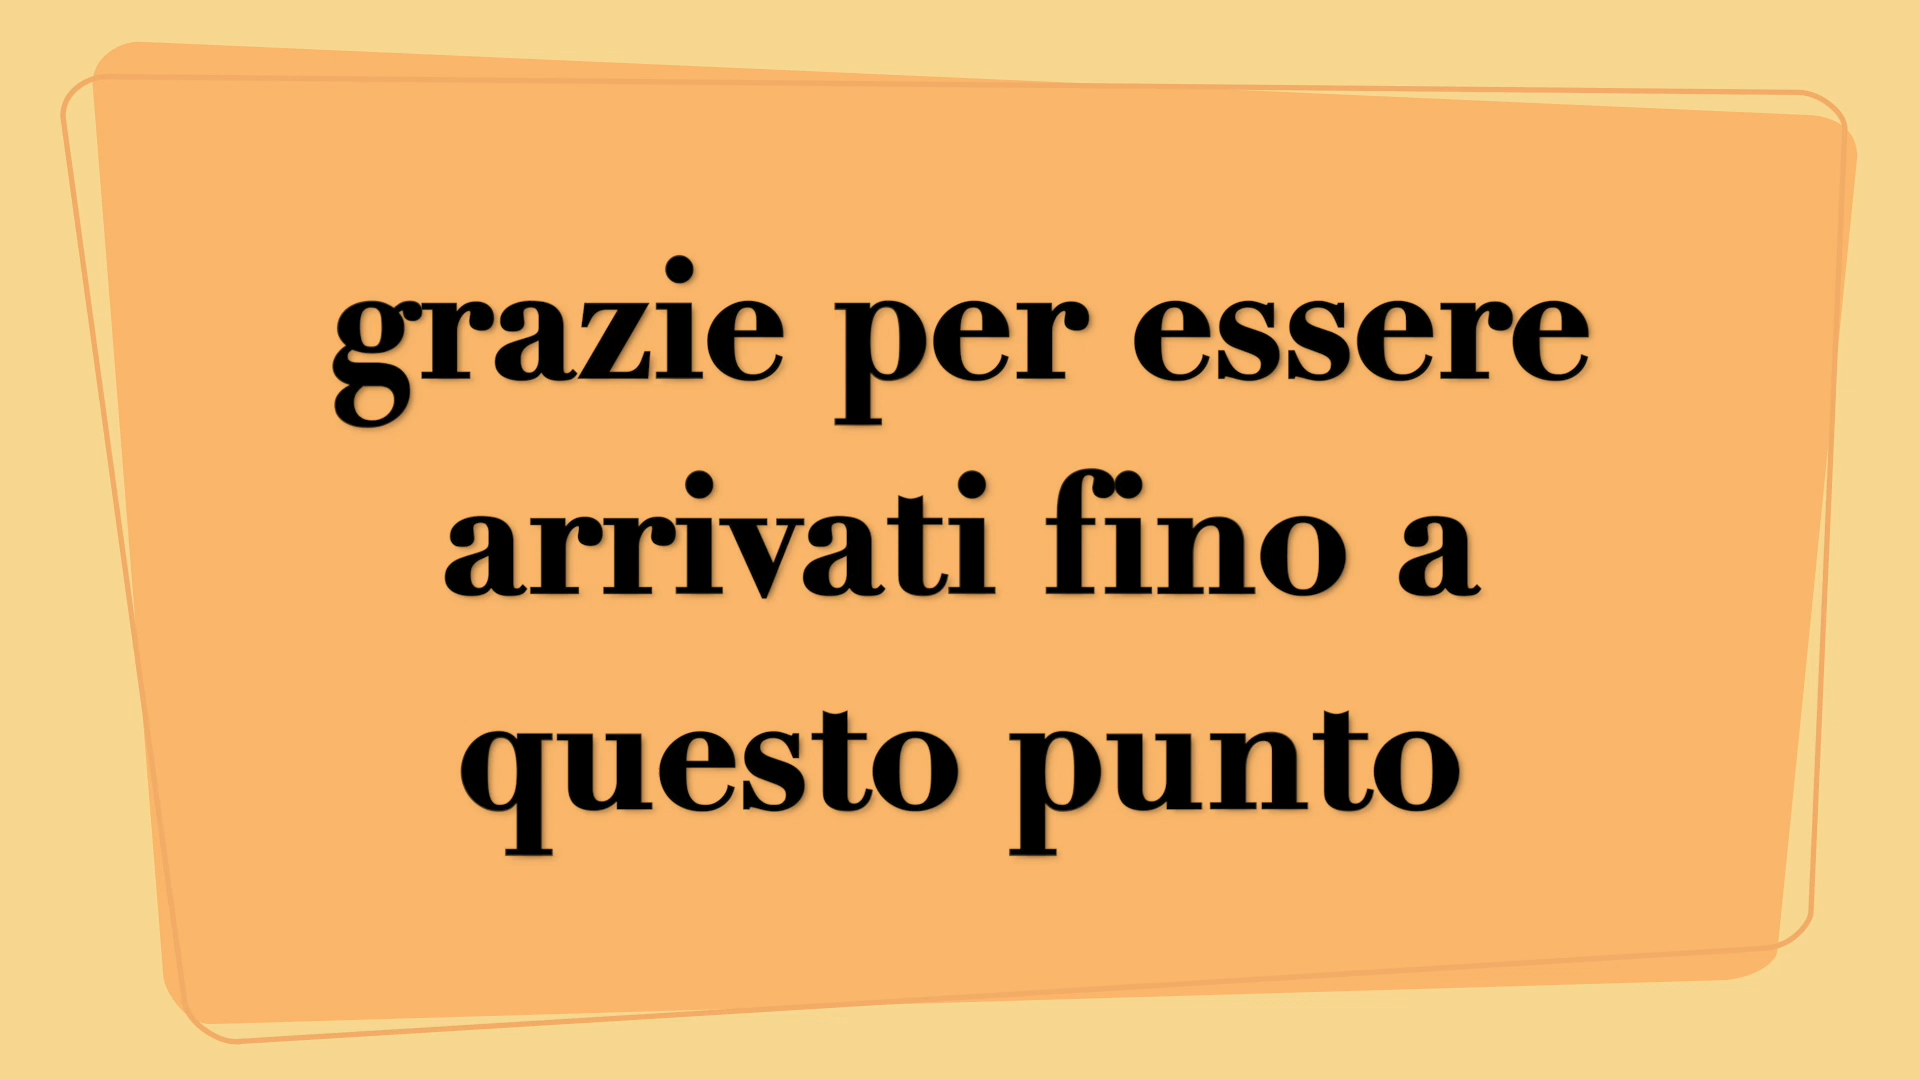 grazie per essere
arrivati fino a
questo punto